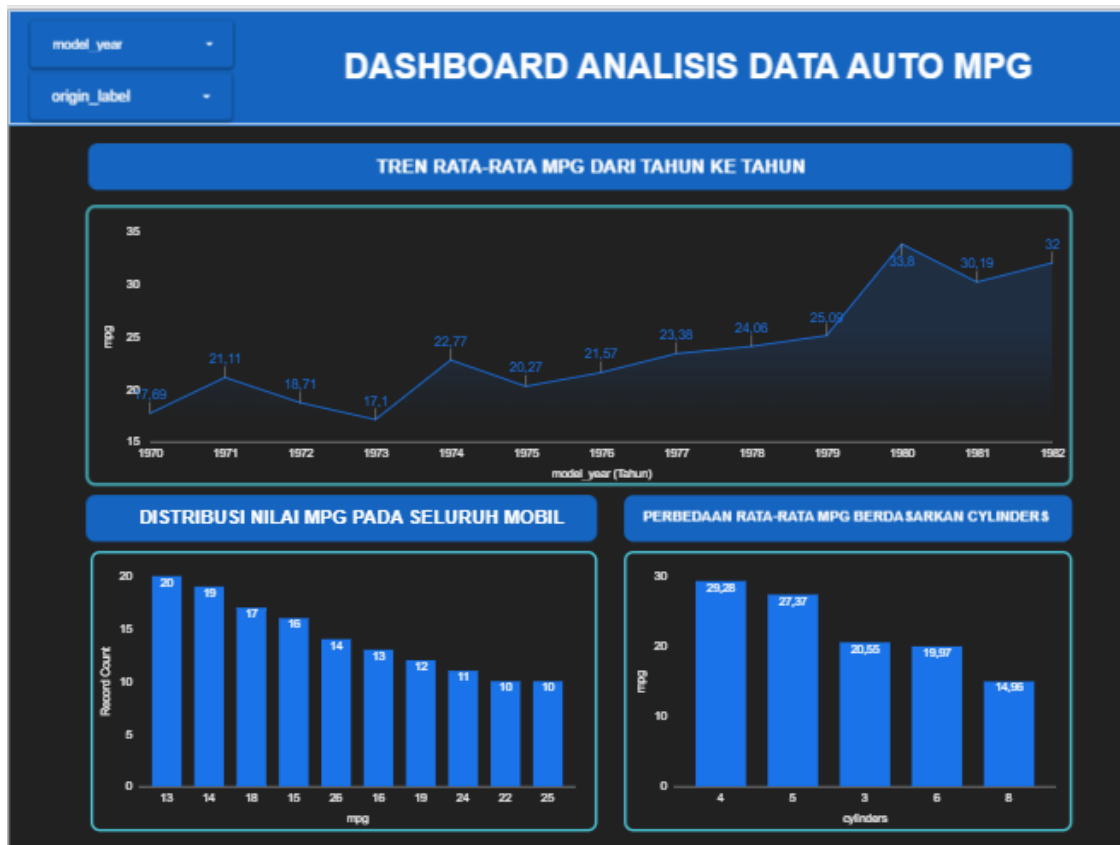 model_year
origin_label
DASHBOARD ANALISIS DATA AUTO MPG
TREN RATA-RATA MPG DARI TAHUN KE TAHUN
mpg
35
30
25
20
15
17,69
21,11
18,71
17,1
22,77
20,27
21,57
23,38
24,06
25,09
33,8
30,19
32
1970 1971 1972 1973 1974 1975 1976 1977 1978 1979 1980 1981 1982
model_year (Tahun)
DISTRIBUSI NILAI MPG PADA SELURUH MOBIL
Record Count
20
15
10
5
0
20 19 17 16 14 13 12 11 10 10
13 14 18 15 26 16 19 24 22 25
mpg
PERBEDAAN RATA-RATA MPG BERDASARKAN CYLINDERS
mpg
30
20
10
0
29,28 27,37 20,55 19,97 14,96
4 5 3 6 8
cylinders